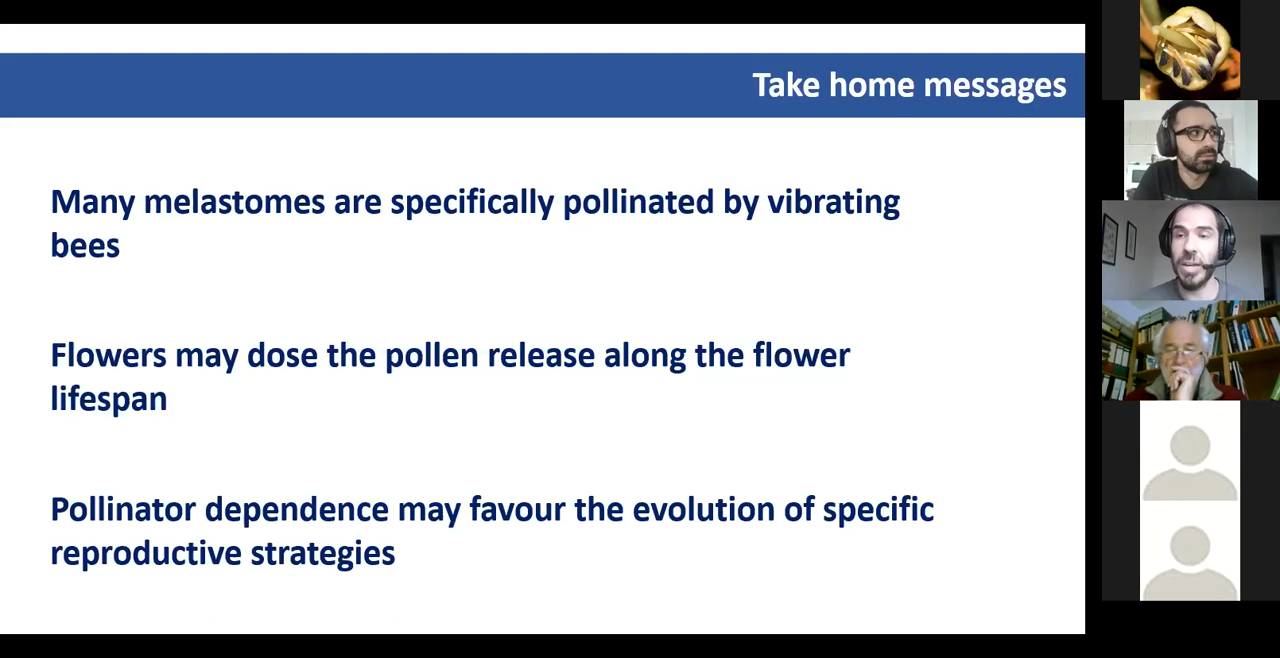 Take home messages
Many melastomes are specifically pollinated by vibrating
bees
Flowers may dose the pollen release along the flower
lifespan
Pollinator dependence may favour the evolution of specific
reproductive strategies